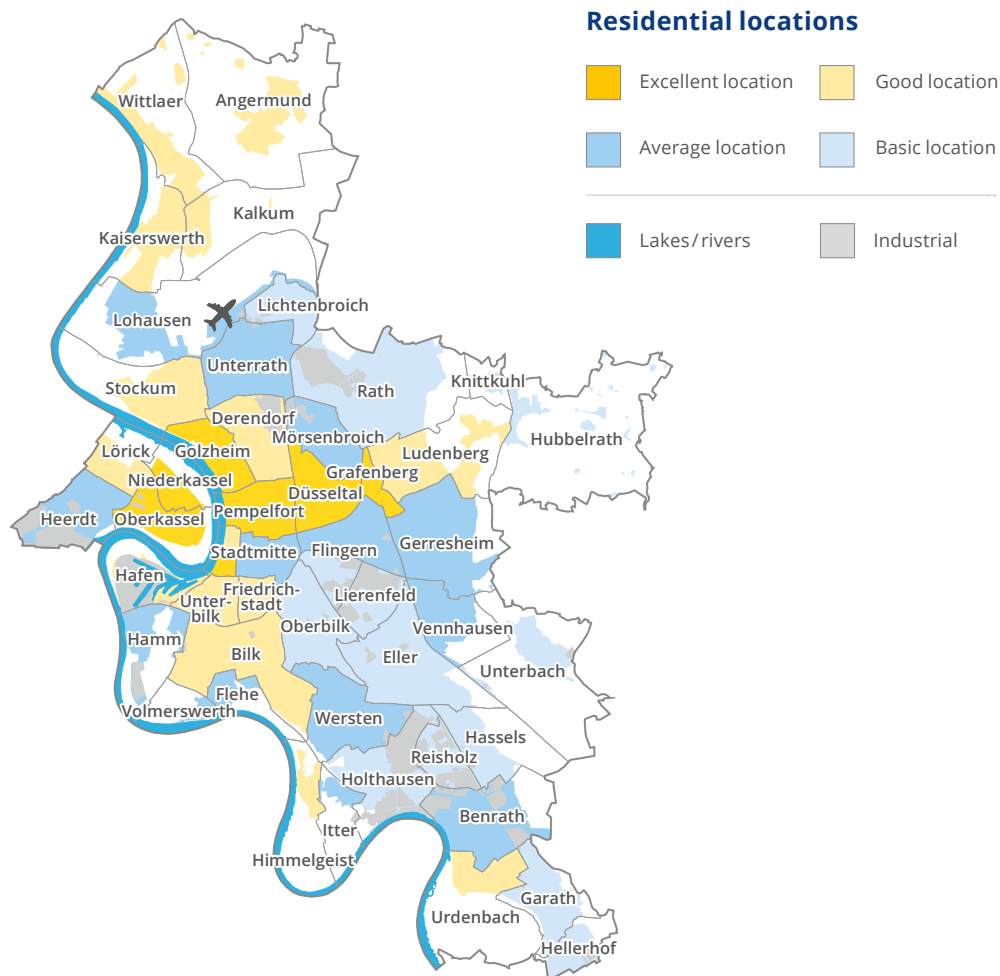 Residential locations
Excellent location
Good location
Average location
Basic location
Lakes/rivers
Industrial
Wittlaer
Angermund
Kalkum
Kaiserswerth
Lichtenbroich
Lohausen
Unterrath
Stockum
Rath
Knittkuhl
Derendorf
Mörsenbroich
Hubbelrath
Lörick
Golzheim
Ludenberg
Grafenberg
Niederkassel
Düsseltal
Heerdt
Oberkassel
Pempelfort
Stadtmitte
Flingern
Gerresheim
Hafen
Unter-
bilk
Friedrich-
stadt
Lierenfeld
Oberbilk
Vennhausen
Hamm
Bilk
Eller
Unterbach
Flehe
Volmerswerth
Wersten
Hassels
Reisholz
Holthausen
Benrath
Itter
Himmelgeist
Garath
Urdenbach
Hellerhof